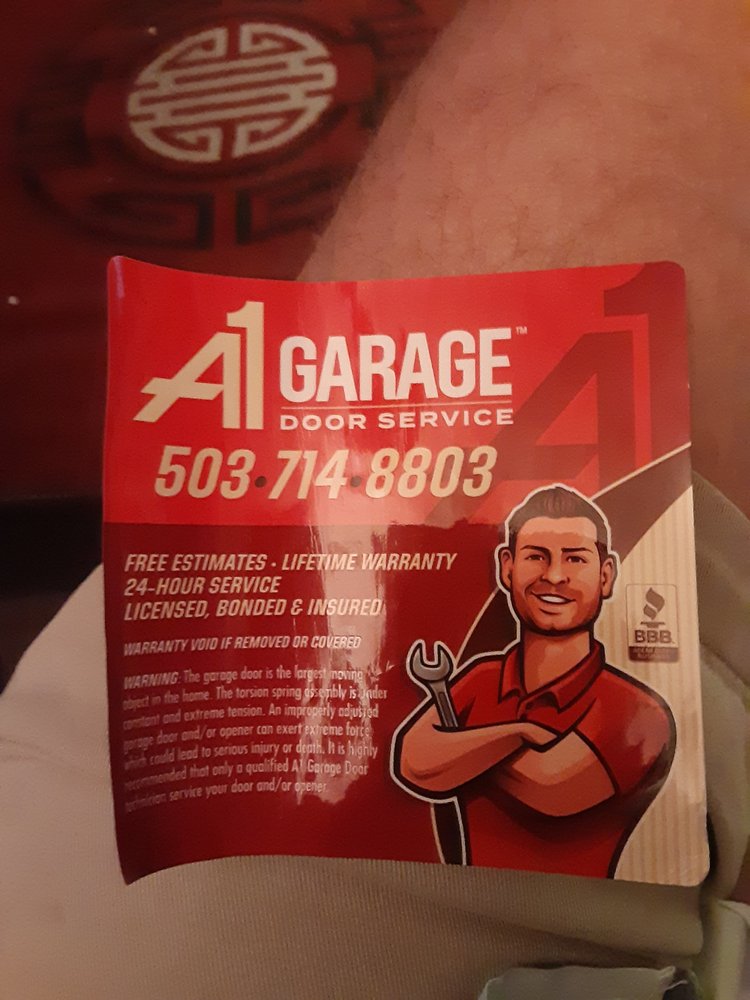 A1 GARAGE™
DOOR SERVICE
503·714·8803
FREE ESTIMATES · LIFETIME WARRANTY
24-HOUR SERVICE
LICENSED, BONDED & INSURED
WARRANTY VOID IF REMOVED OR COVERED
WARNING: The garage door is the largest moving
object in the home. The torsion spring assembly is under
constant and extreme tension. An improperly adjusted
garage door and/or opener can exert extreme force
which could lead to serious injury or death. It is highly
recommended that only a qualified A1 Garage Door
technician service your door and/or opener.
A1
BBB